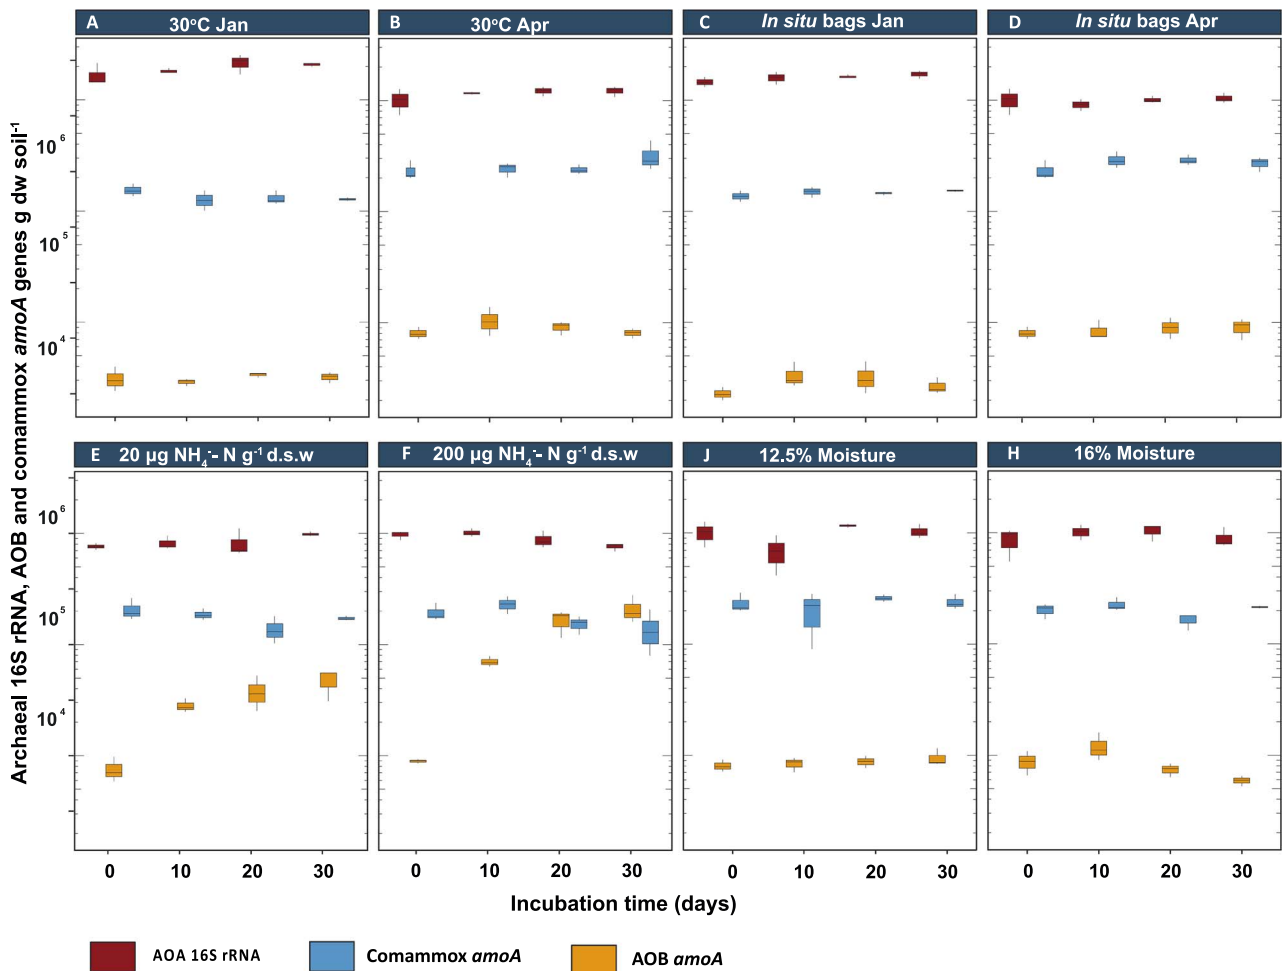 A 30°C Jan
B 30°C Apr
C In situ bags Jan
D In situ bags Apr
10⁶
10⁵
10⁴
E 20 µg NH₄⁻- N g⁻¹ d.s.w
F 200 µg NH₄⁻- N g⁻¹ d.s.w
J 12.5% Moisture
H 16% Moisture
10⁶
10⁵
10⁴
Archaeal 16S rRNA, AOB and comammox amoA genes g dw soil⁻¹
0 10 20 30
0 10 20 30
0 10 20 30
0 10 20 30
Incubation time (days)
AOA 16S rRNA
Comammox amoA
AOB amoA